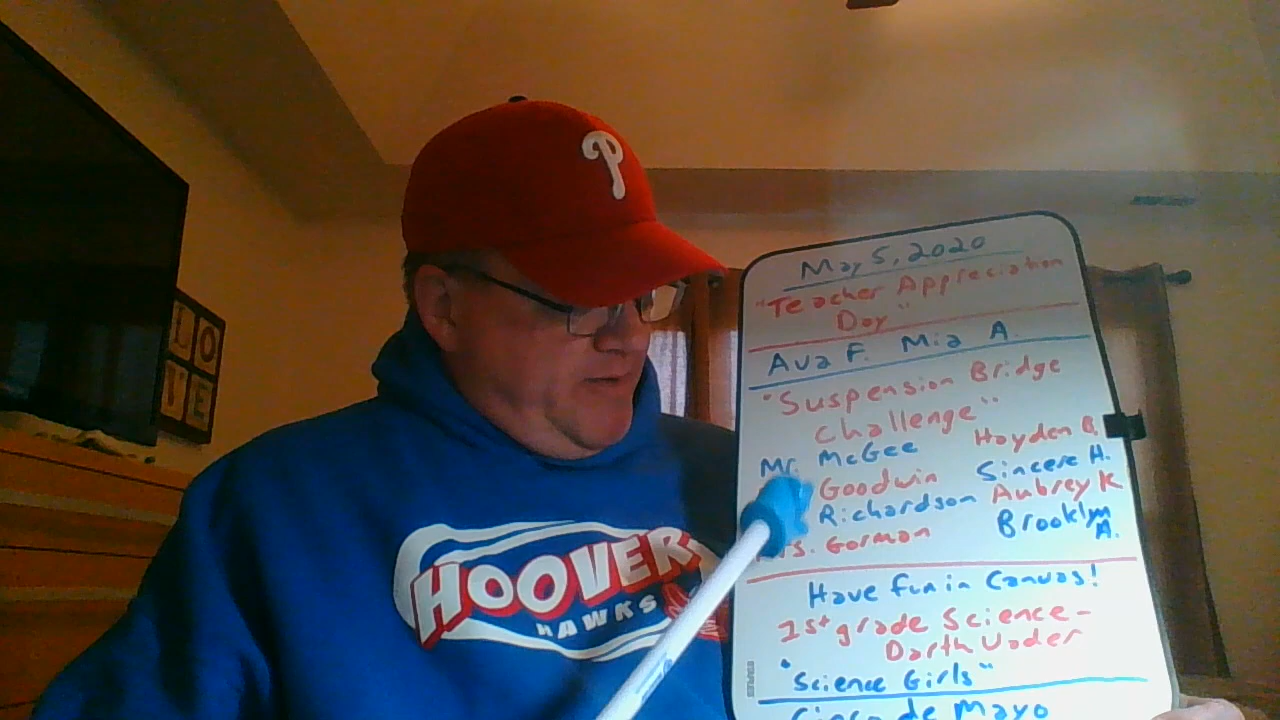 P
LO
VE
HOOVER
HAWKS
May 5, 2020
"Teacher Appreciation
Day"
Ava F. Mia A.
"Suspension Bridge
Challenge"
Mr. McGee Hayden B.
Goodwin Sincere H.
Richardson Aubrey K
s. Gorman Brooklyn
A.
Have fun in Canvas!
1st grade Science-
Darth Vader
"Science Girls"
Cinco de Mayo